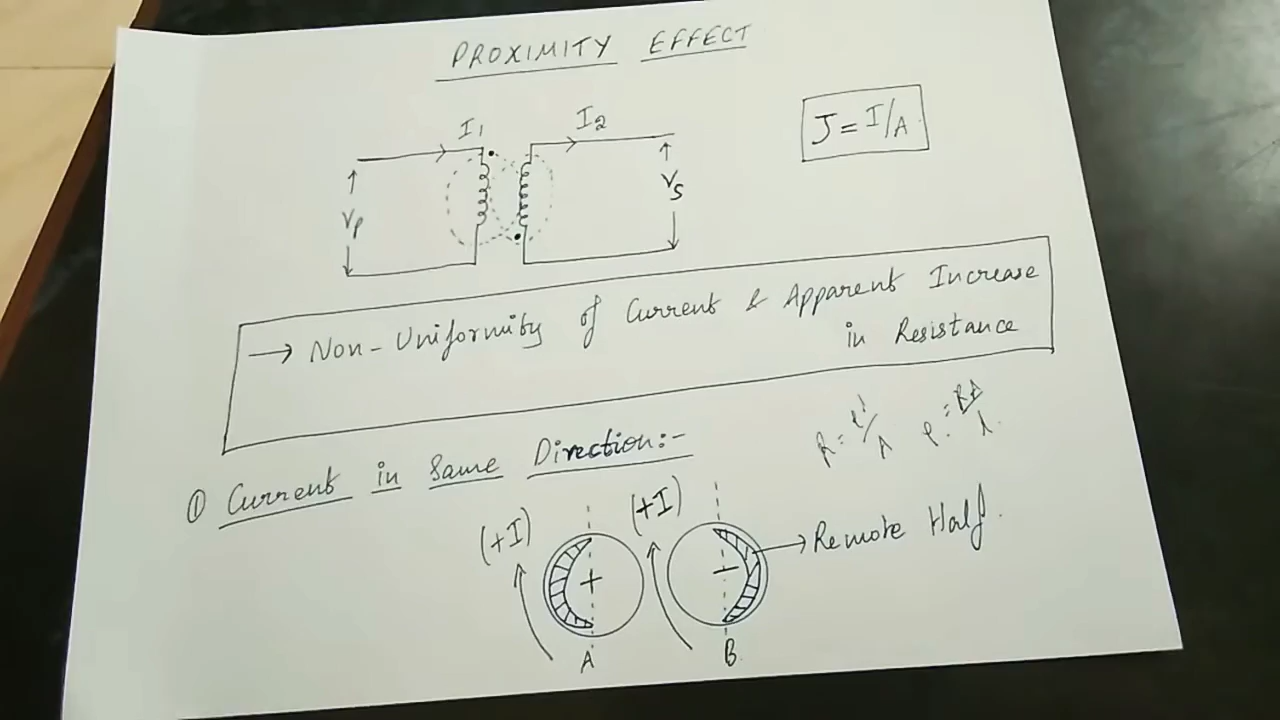 PROXIMITY EFFECT
I1 I2
J = I/A
VP
VS
→ Non-Uniformity of Current & Apparent Increase
in Resistance
R = ρl/A ρ = RA/l
① Current in Same Direction:-
(+I) (+I)
+ −
→ Remote Half.
A B